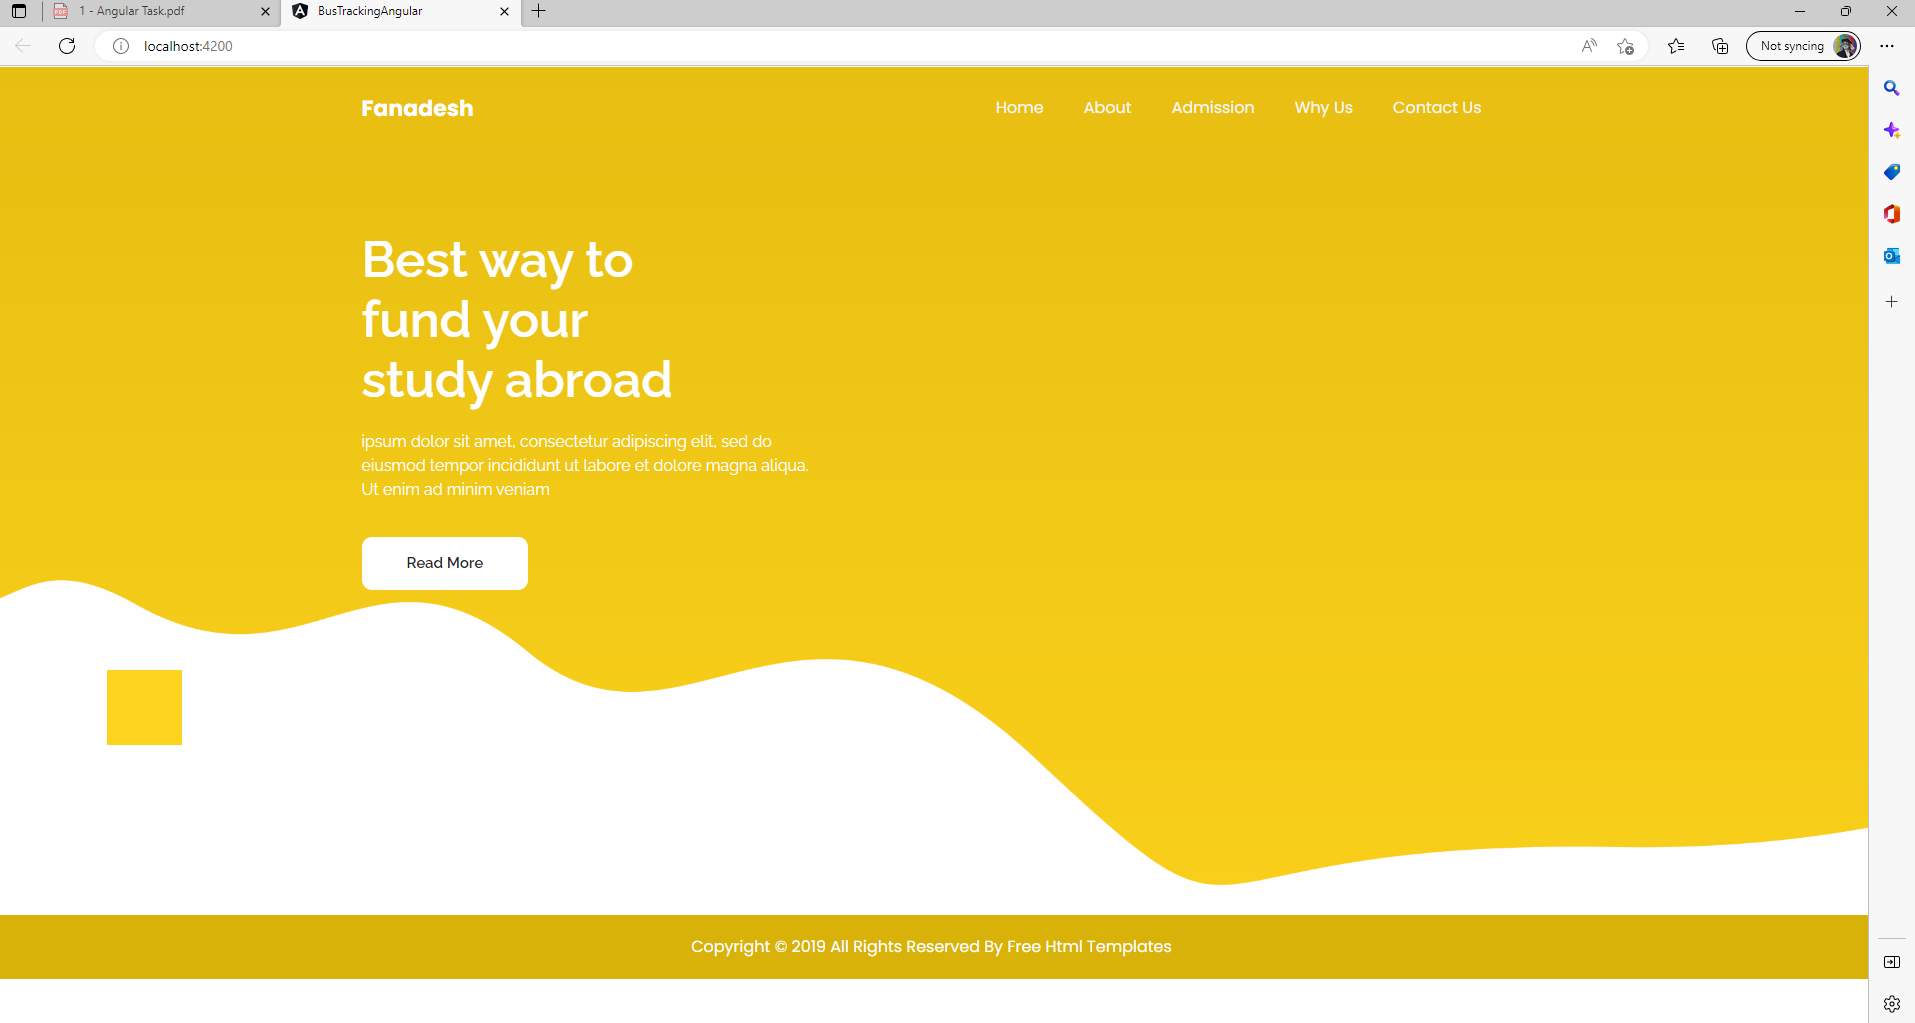 1 - Angular Task.pdf
BusTrackingAngular
localhost:4200
Not syncing
Fanadesh
Home
About
Admission
Why Us
Contact Us
Best way to
fund your
study abroad
ipsum dolor sit amet, consectetur adipiscing elit, sed do
eiusmod tempor incididunt ut labore et dolore magna aliqua.
Ut enim ad minim veniam
Read More
Copyright © 2019 All Rights Reserved By Free Html Templates